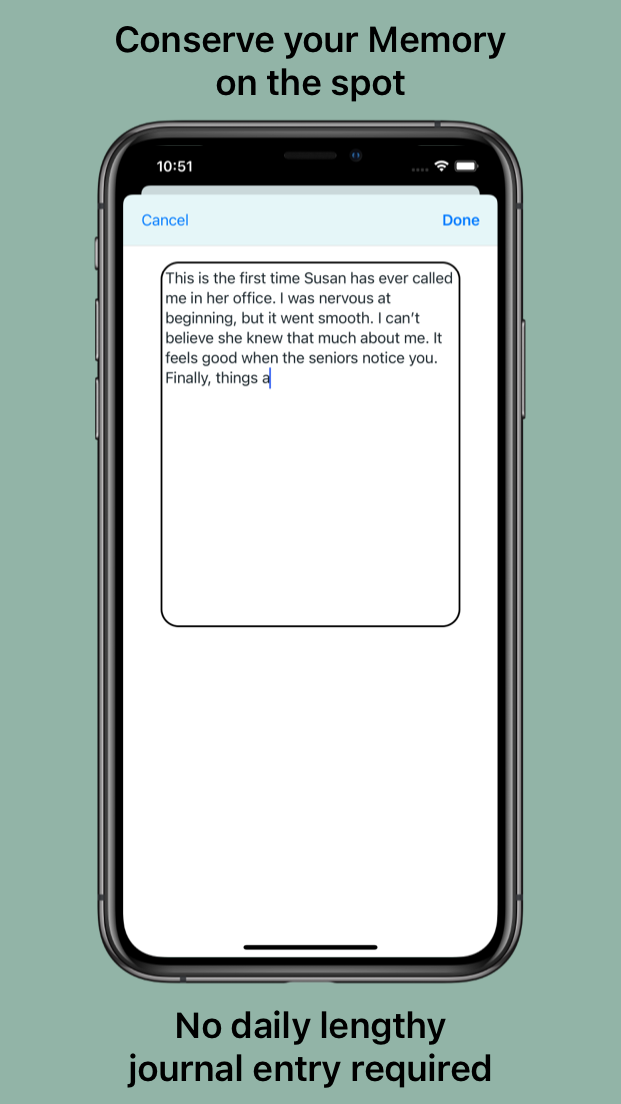 Conserve your Memory
on the spot
10:51
Cancel
Done
This is the first time Susan has ever called
me in her office. I was nervous at
beginning, but it went smooth. I can’t
believe she knew that much about me. It
feels good when the seniors notice you.
Finally, things a
No daily lengthy
journal entry required